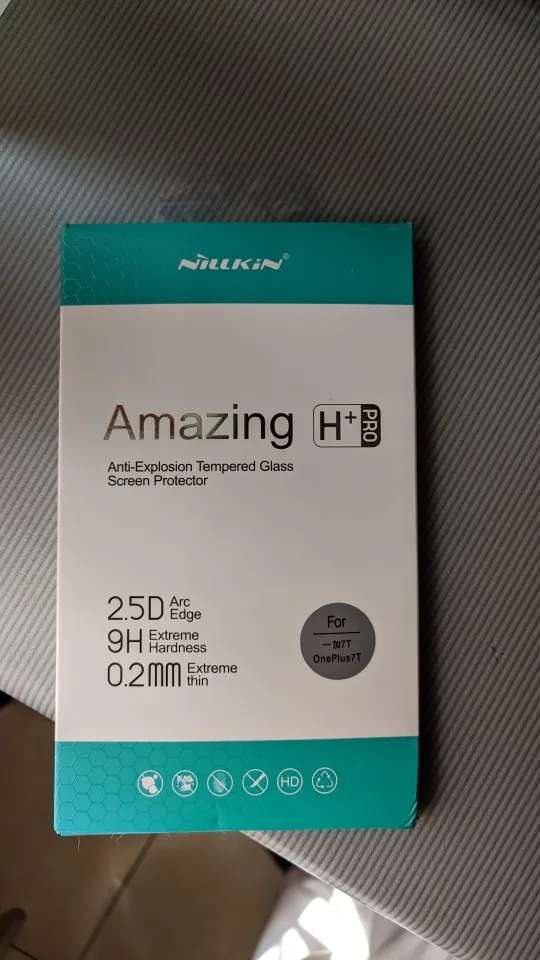 NILLKIN®
Amazing H+ PRO
Anti-Explosion Tempered Glass
Screen Protector
2.5D Arc Edge
9H Extreme Hardness
0.2MM Extreme thin
For
一加7T
OnePlus7T
HD